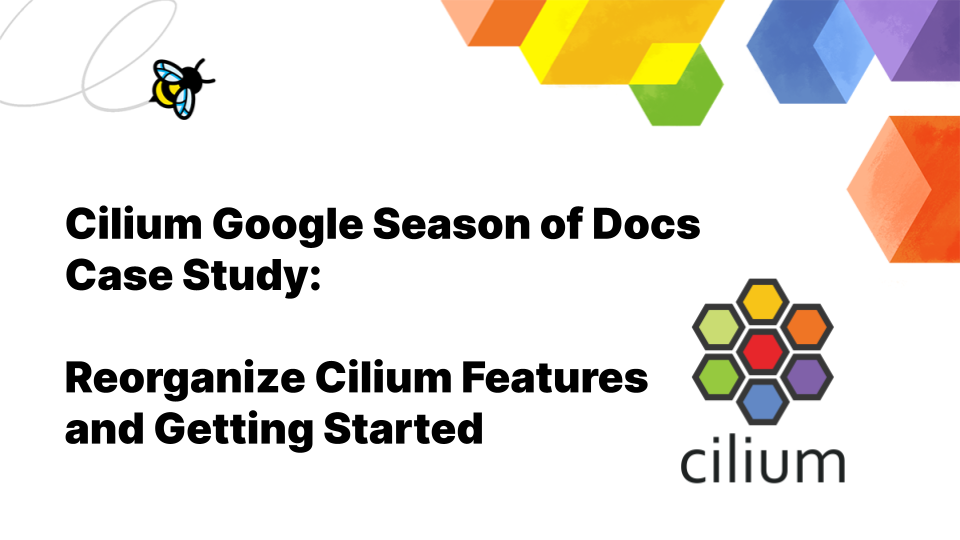 Cilium Google Season of Docs
Case Study:
Reorganize Cilium Features
and Getting Started
cilium